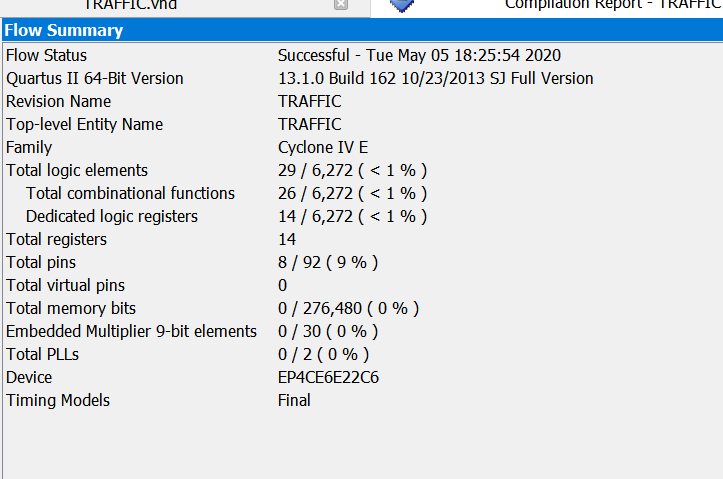 TRAFFIC.vhd
Compilation Report - TRAFFIC
Flow Summary
Flow Status Successful - Tue May 05 18:25:54 2020
Quartus II 64-Bit Version 13.1.0 Build 162 10/23/2013 SJ Full Version
Revision Name TRAFFIC
Top-level Entity Name TRAFFIC
Family Cyclone IV E
Total logic elements 29 / 6,272 ( < 1 % )
Total combinational functions 26 / 6,272 ( < 1 % )
Dedicated logic registers 14 / 6,272 ( < 1 % )
Total registers 14
Total pins 8 / 92 ( 9 % )
Total virtual pins 0
Total memory bits 0 / 276,480 ( 0 % )
Embedded Multiplier 9-bit elements 0 / 30 ( 0 % )
Total PLLs 0 / 2 ( 0 % )
Device EP4CE6E22C6
Timing Models Final